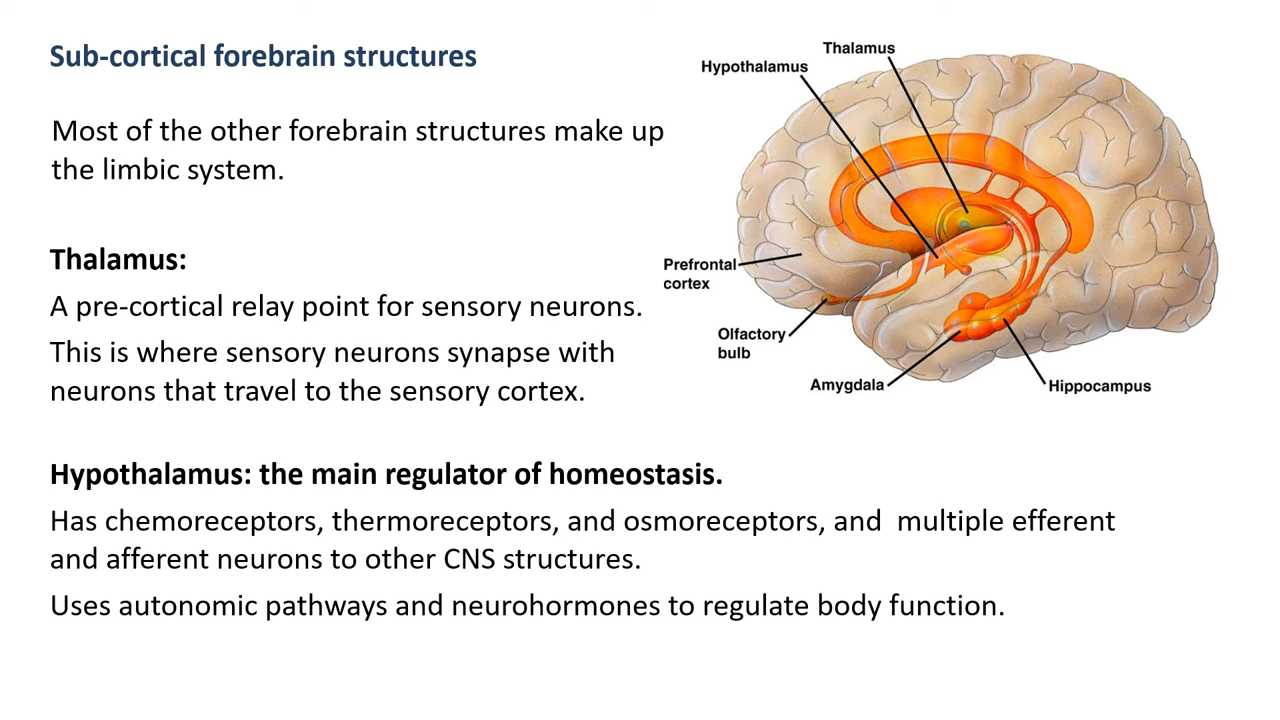 Sub-cortical forebrain structures
Most of the other forebrain structures make up
the limbic system.
Thalamus:
A pre-cortical relay point for sensory neurons.
This is where sensory neurons synapse with
neurons that travel to the sensory cortex.
Hypothalamus: the main regulator of homeostasis.
Has chemoreceptors, thermoreceptors, and osmoreceptors, and  multiple efferent
and afferent neurons to other CNS structures.
Uses autonomic pathways and neurohormones to regulate body function.
Thalamus
Hypothalamus
Prefrontal
cortex
Olfactory
bulb
Amygdala
Hippocampus